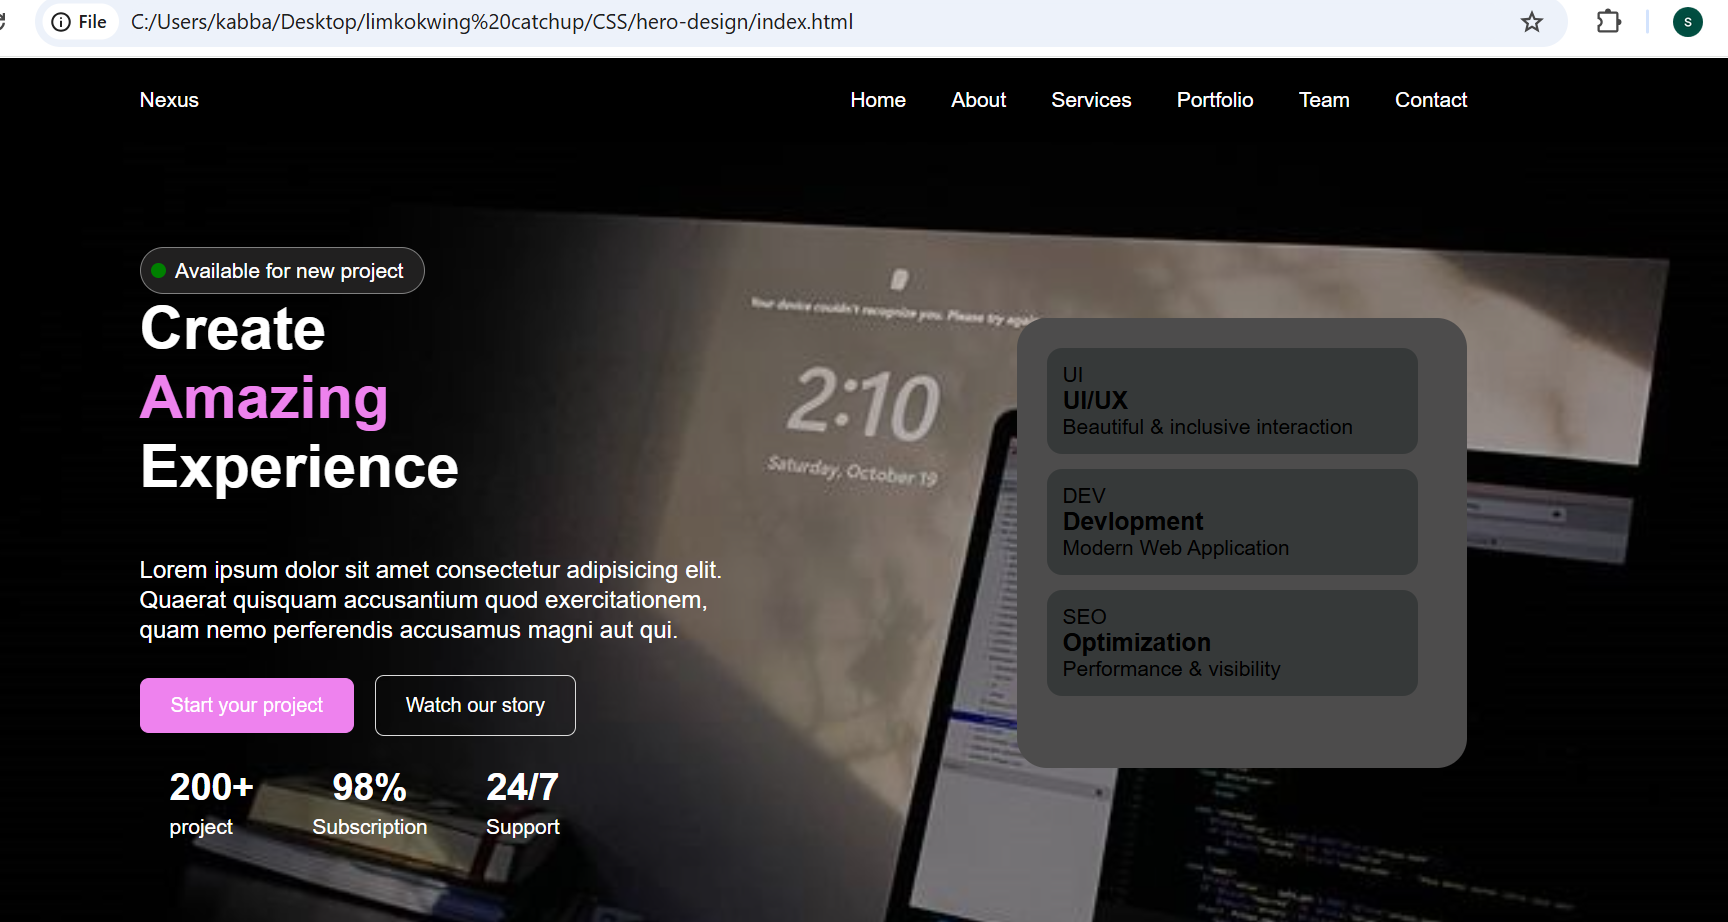 File C:/Users/kabba/Desktop/limkokwing%20catchup/CSS/hero-design/index.html
S
Nexus
Home About Services Portfolio Team Contact
Available for new project
Create
Amazing
Experience
Your device couldn't recognize you. Please try again
2:10
Saturday, October 19
Lorem ipsum dolor sit amet consectetur adipisicing elit.
Quaerat quisquam accusantium quod exercitationem,
quam nemo perferendis accusamus magni aut qui.
Start your project
Watch our story
200+
project
98%
Subscription
24/7
Support
UI
UI/UX
Beautiful & inclusive interaction
DEV
Devlopment
Modern Web Application
SEO
Optimization
Performance & visibility